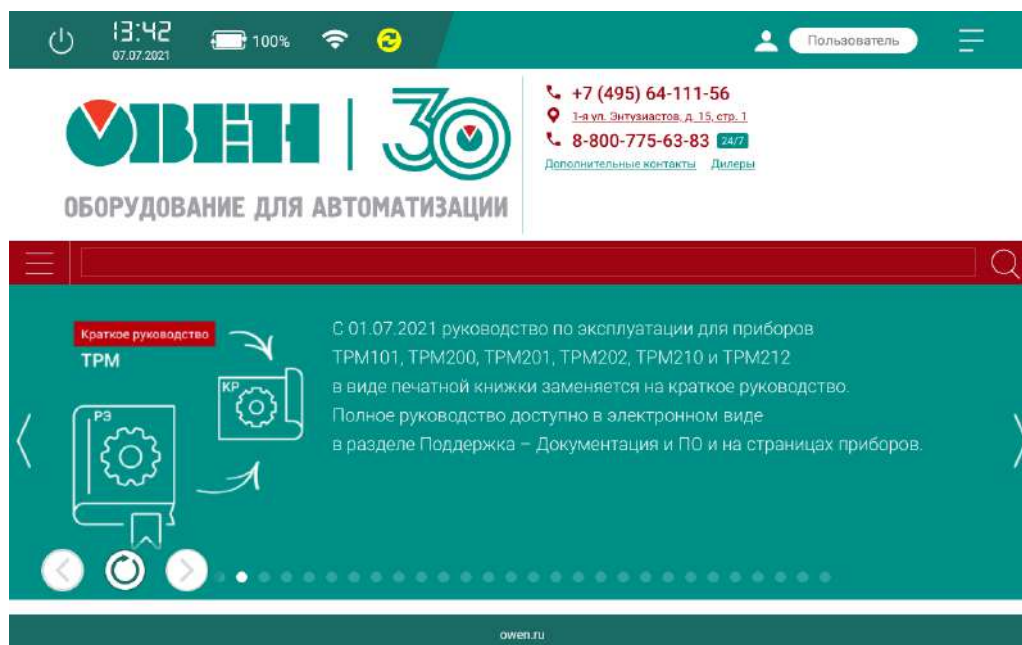 13:42
07.07.2021
100%
Пользователь
ОВЕН
30
ОБОРУДОВАНИЕ ДЛЯ АВТОМАТИЗАЦИИ
+7 (495) 64-111-56
1-я ул. Энтузиастов, д. 15, стр. 1
8-800-775-63-83 24/7
Дополнительные контакты Дилеры
Краткое руководство
ТРМ
КР
РЭ
С 01.07.2021 руководство по эксплуатации для приборов
ТРМ101, ТРМ200, ТРМ201, ТРМ202, ТРМ210 и ТРМ212
в виде печатной книжки заменяется на краткое руководство.
Полное руководство доступно в электронном виде
в разделе Поддержка – Документация и ПО и на страницах приборов.
owen.ru